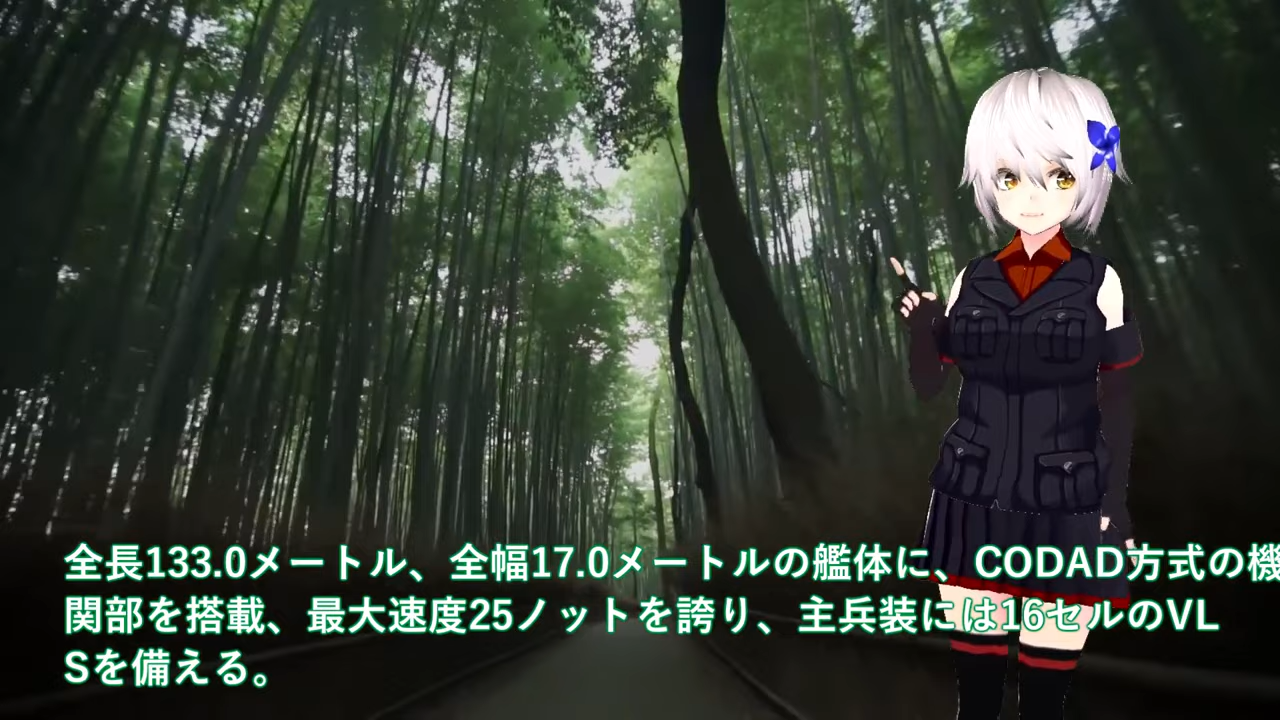 全長133.0メートル、全幅17.0メートルの艦体に、CODAD方式の機
関部を搭載、最大速度25ノットを誇り、主兵装には16セルのVL
Sを備える。